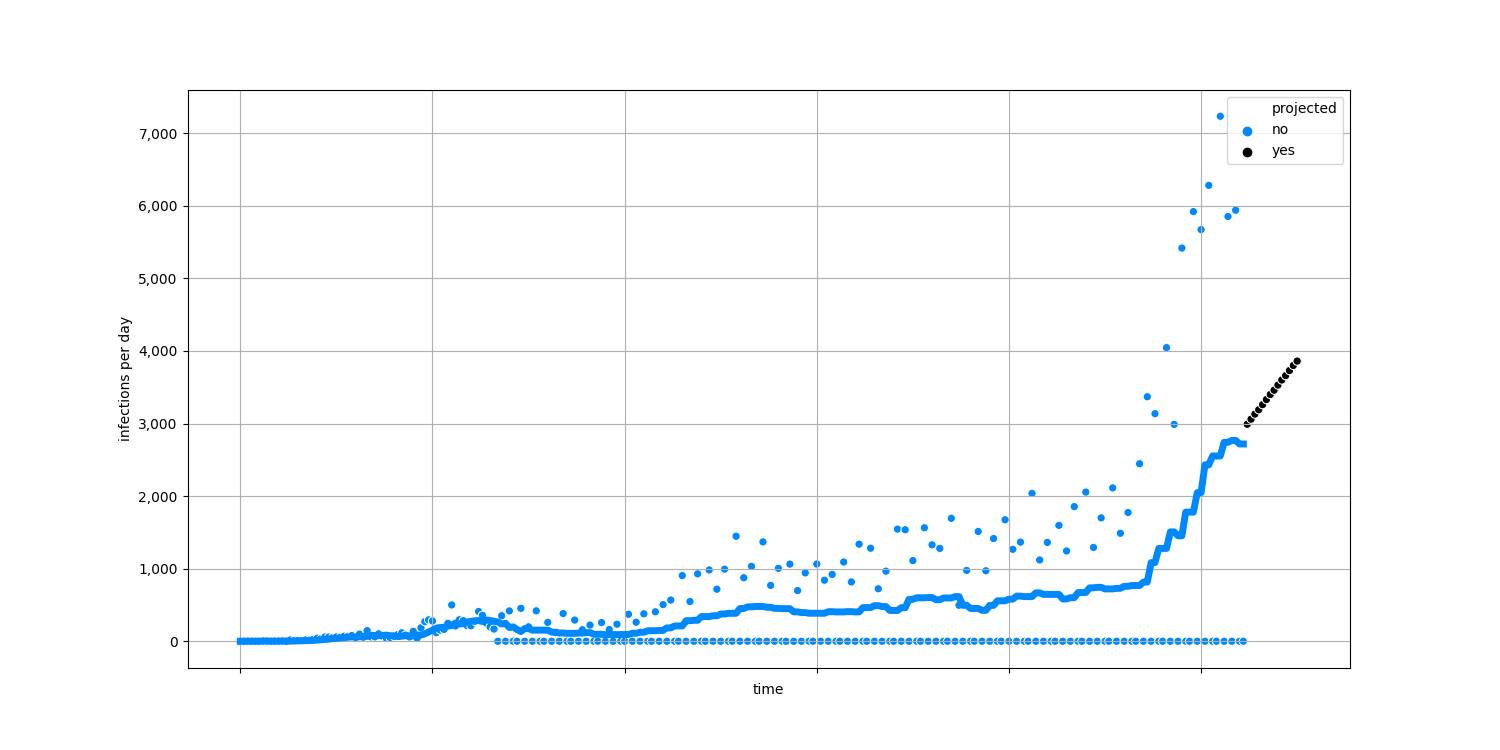 projected
no
yes
7,000
6,000
5,000
4,000
3,000
2,000
1,000
0
infections per day
time